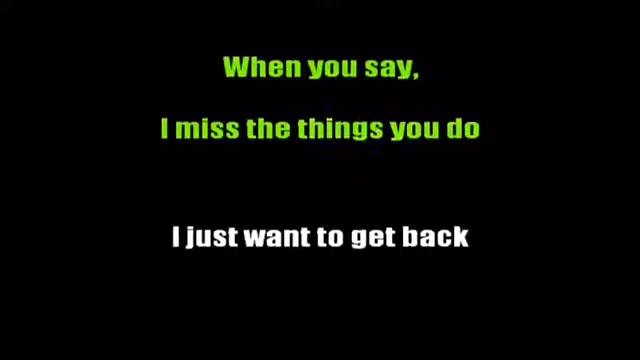 When you say,
I miss the things you do
I just want to get back